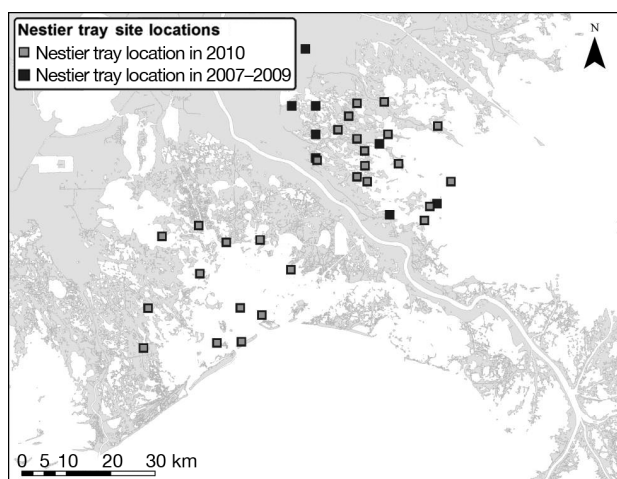 Nestier tray site locations
Nestier tray location in 2010
Nestier tray location in 2007–2009
N
0 5 10 20 30 km